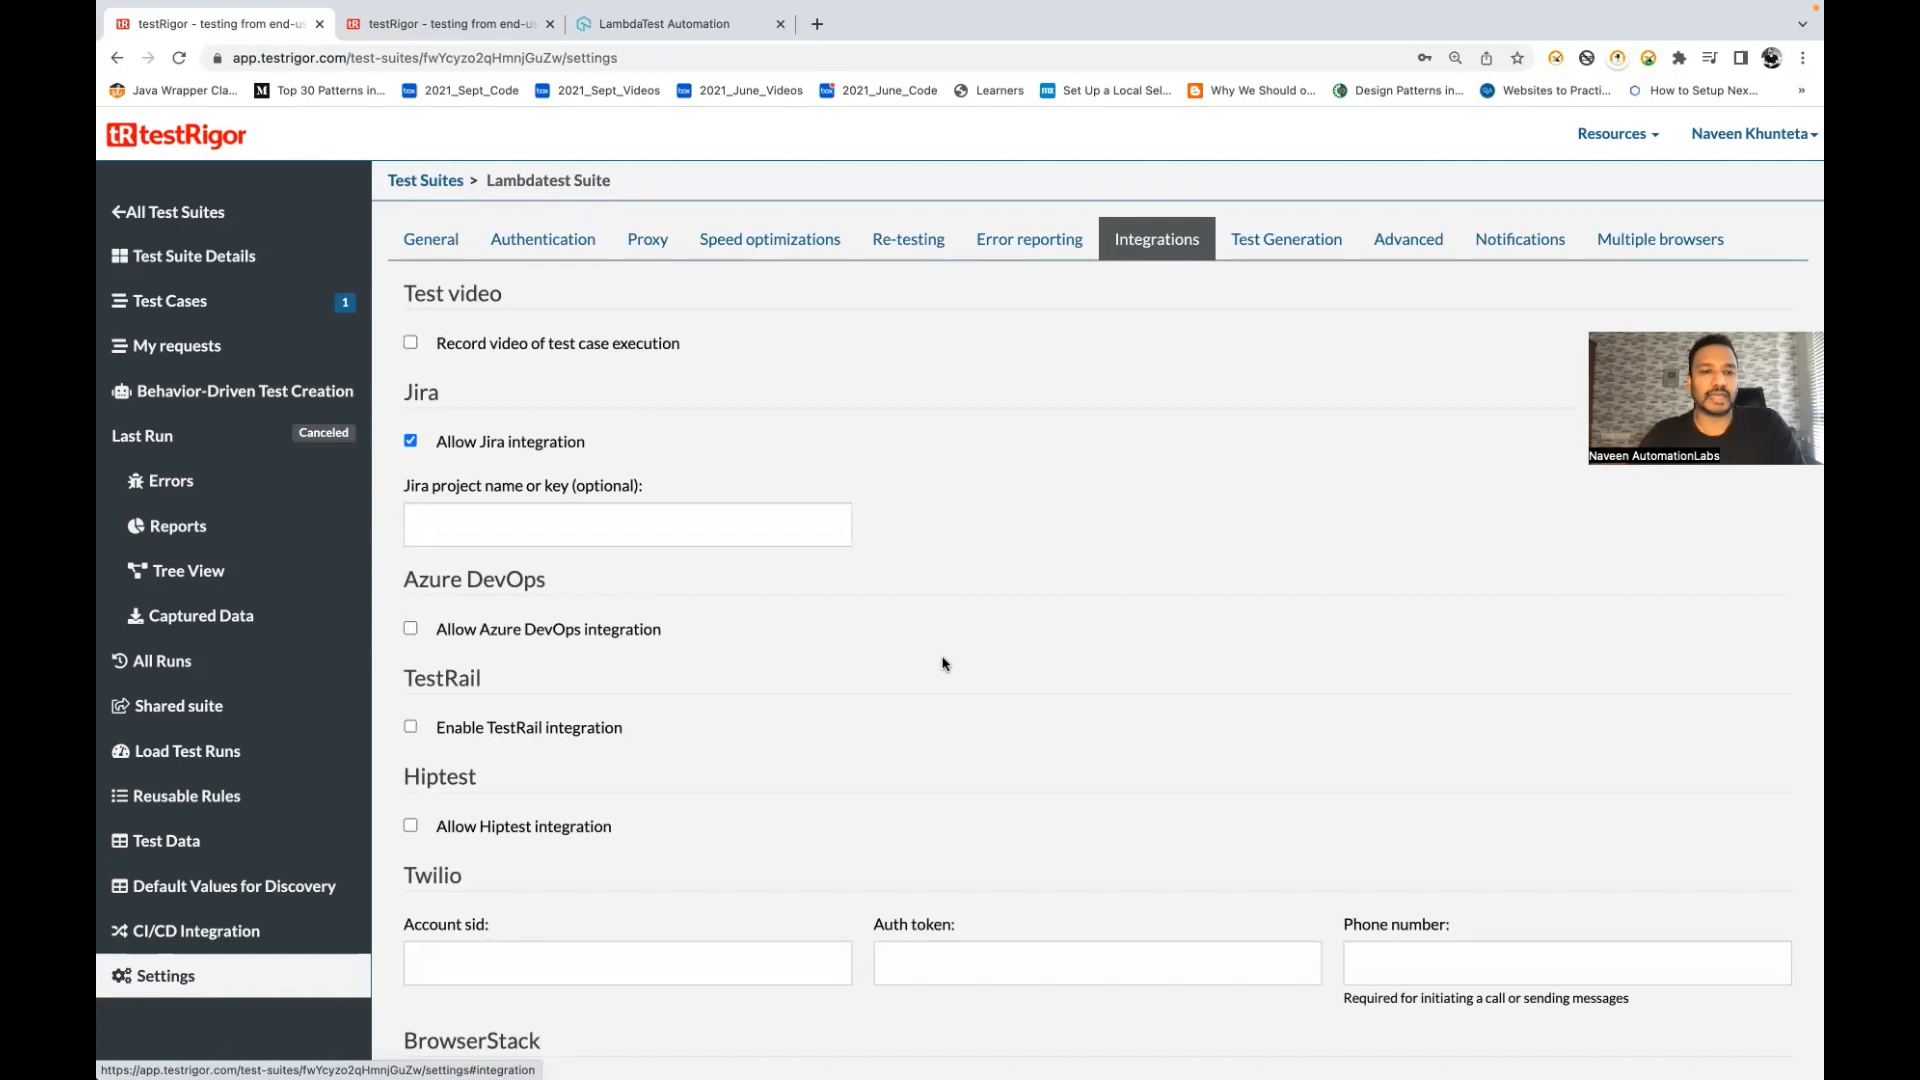 testRigor - testing from end-us
testRigor - testing from end-us
LambdaTest Automation
app.testrigor.com/test-suites/fwYcyzo2qHmnjGuZw/settings
Java Wrapper Cla...
Top 30 Patterns in...
2021_Sept_Code
2021_Sept_Videos
2021_June_Videos
2021_June_Code
Learners
Set Up a Local Sel...
Why We Should o...
Design Patterns in...
Websites to Practi...
How to Setup Nex...
»
tR testRigor
Resources
Naveen Khunteta
All Test Suites
Test Suite Details
Test Cases 1
My requests
Behavior-Driven Test Creation
Last Run Canceled
Errors
Reports
Tree View
Captured Data
All Runs
Shared suite
Load Test Runs
Reusable Rules
Test Data
Default Values for Discovery
CI/CD Integration
Settings
Test Suites > Lambdatest Suite
General
Authentication
Proxy
Speed optimizations
Re-testing
Error reporting
Integrations
Test Generation
Advanced
Notifications
Multiple browsers
Test video
Record video of test case execution
Jira
Allow Jira integration
Jira project name or key (optional):
Azure DevOps
Allow Azure DevOps integration
TestRail
Enable TestRail integration
Hiptest
Allow Hiptest integration
Twilio
Account sid:
Auth token:
Phone number:
Required for initiating a call or sending messages
BrowserStack
Naveen AutomationLabs
https://app.testrigor.com/test-suites/fwYcyzo2qHmnjGuZw/settings#integration